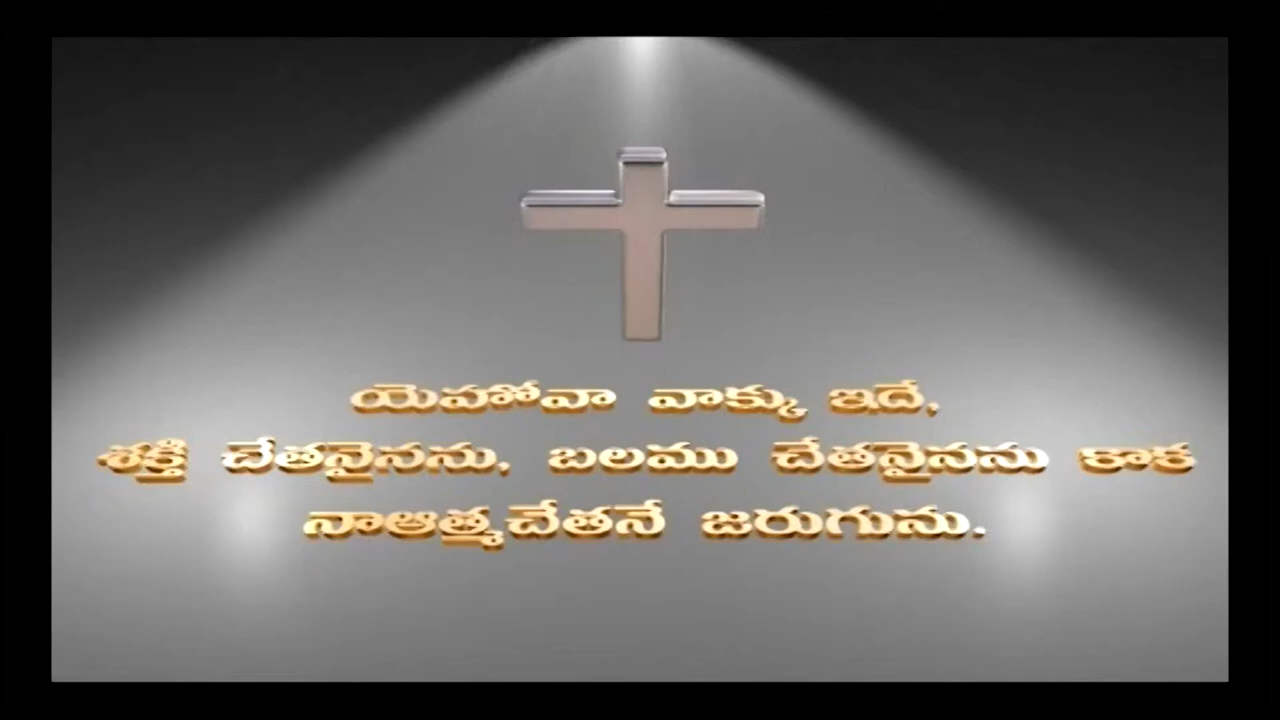 యెహోవా వాక్కు ఇదే,
శక్తి చేతనైనను, బలము చేతనైనను కాక
నాఆత్మచేతనే జరుగును.